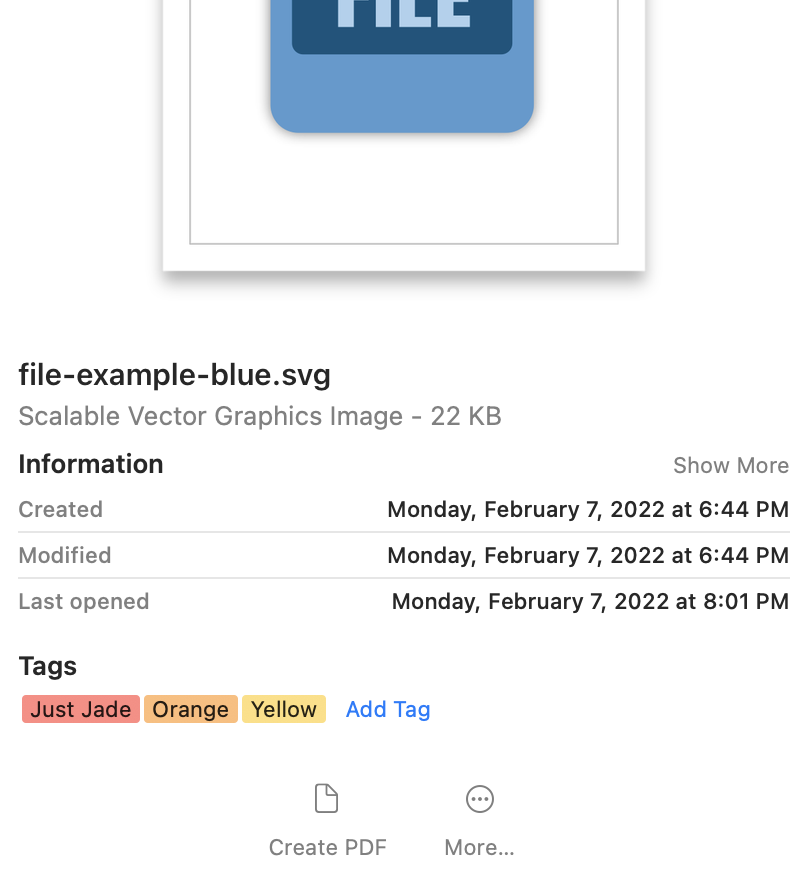 FILE
file-example-blue.svg
Scalable Vector Graphics Image - 22 KB
Information Show More
Created Monday, February 7, 2022 at 6:44 PM
Modified Monday, February 7, 2022 at 6:44 PM
Last opened Monday, February 7, 2022 at 8:01 PM
Tags
Just Jade Orange Yellow Add Tag
Create PDF More...